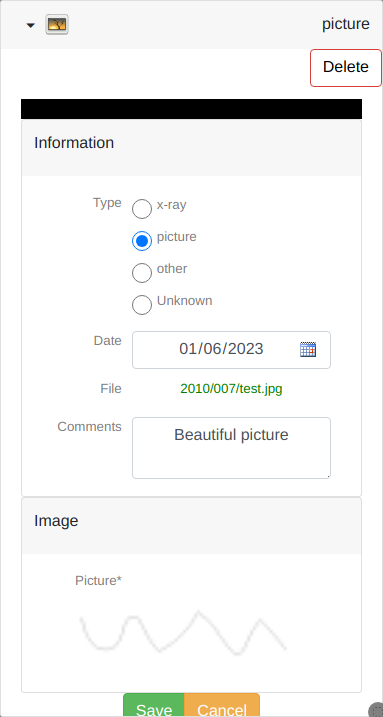 picture
Delete
Information
Type
x-ray
picture
other
Unknown
Date
01/06/2023
File
2010/007/test.jpg
Comments
Beautiful picture
Image
Picture*
Save Cancel